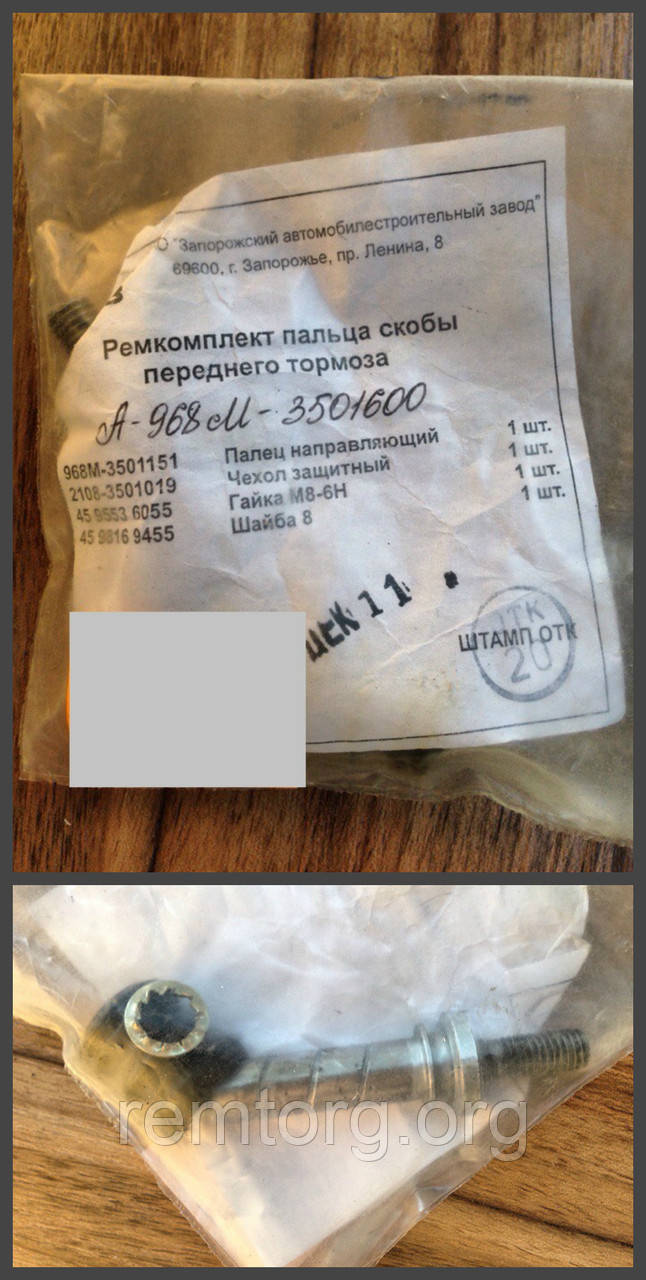 О "Запорожский автомобилестроительный завод"
69600, г. Запорожье, пр. Ленина, 8
Ремкомплект пальца скобы
переднего тормоза
А-968М-3501600
968М-3501151 Палец направляющий 1 шт.
2108-3501019 Чехол защитный 1 шт.
45 9553 6055 Гайка М8-6Н 1 шт.
45 9816 9455 Шайба 8 1 шт.
ДЕК 11
ШТАМП ОТК
ОТК
20
remtorg.org